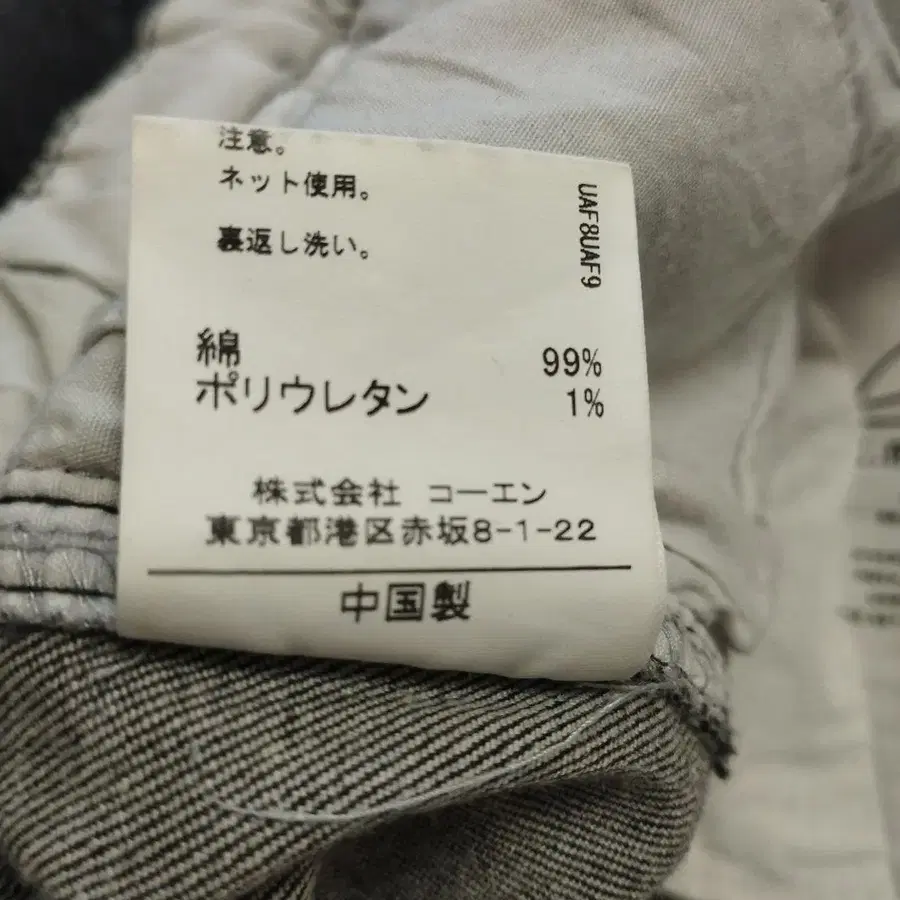 注意。
ネット使用。
裏返し洗い。
UAF8UAF9
綿 99%
ポリウレタン 1%
株式会社 コーエン
東京都港区赤坂8-1-22
中国製